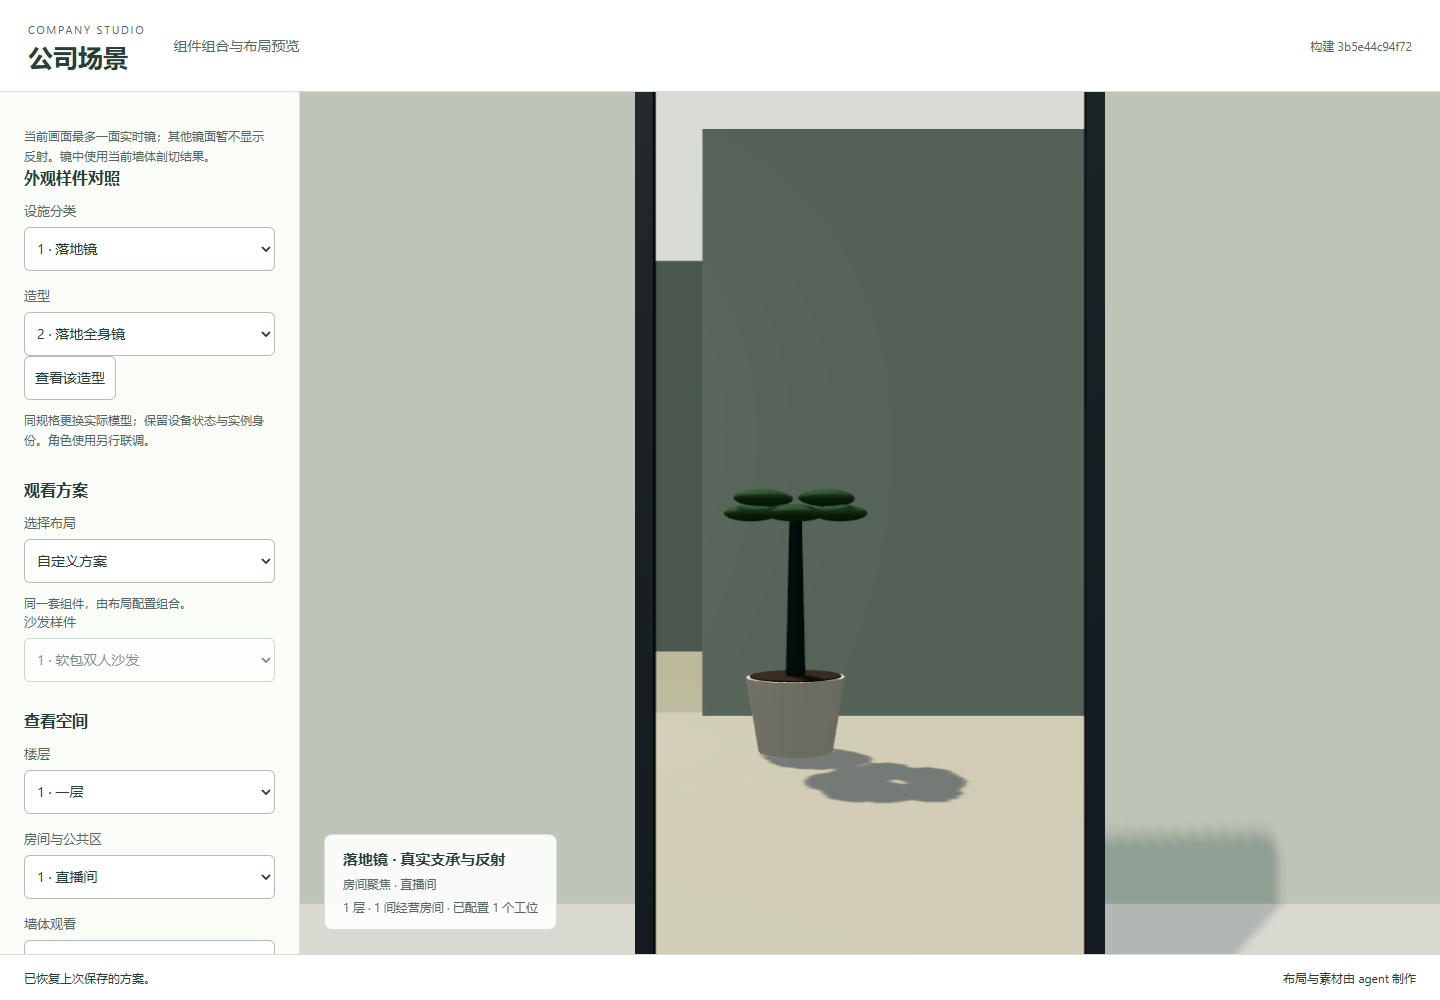 COMPANY STUDIO
公司场景
组件组合与布局预览
构建 3b5e44c94f72
当前画面最多一面实时镜；其他镜面暂不显示
反射。镜中使用当前墙体剖切结果。
外观样件对照
设施分类
1 · 落地镜
造型
2 · 落地全身镜
查看该造型
同规格更换实际模型；保留设备状态与实例身
份。角色使用另行联调。
观看方案
选择布局
自定义方案
同一套组件，由布局配置组合。
沙发样件
1 · 软包双人沙发
查看空间
楼层
1 · 一层
房间与公共区
1 · 直播间
墙体观看
落地镜 · 真实支承与反射
房间聚焦 · 直播间
1 层 · 1 间经营房间 · 已配置 1 个工位
已恢复上次保存的方案。
布局与素材由 agent 制作